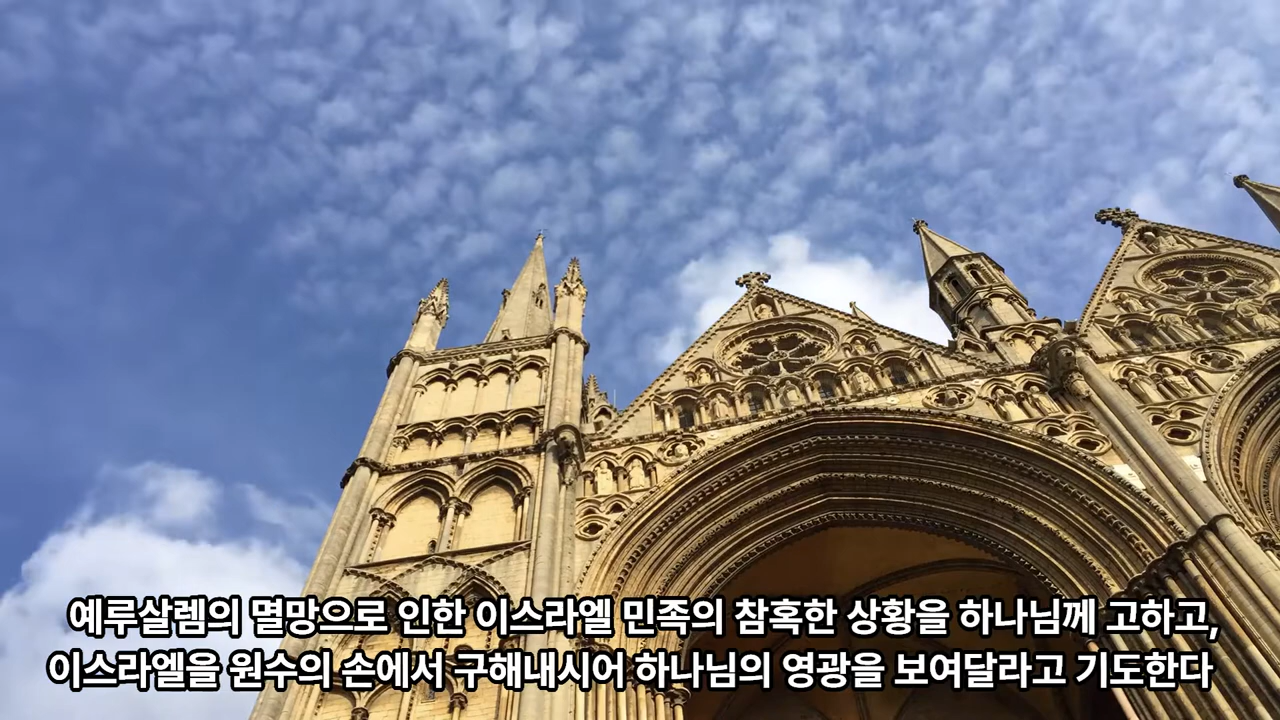 예루살렘의 멸망으로 인한 이스라엘 민족의 참혹한 상황을 하나님께 고하고,
이스라엘을 원수의 손에서 구해내시어 하나님의 영광을 보여달라고 기도한다